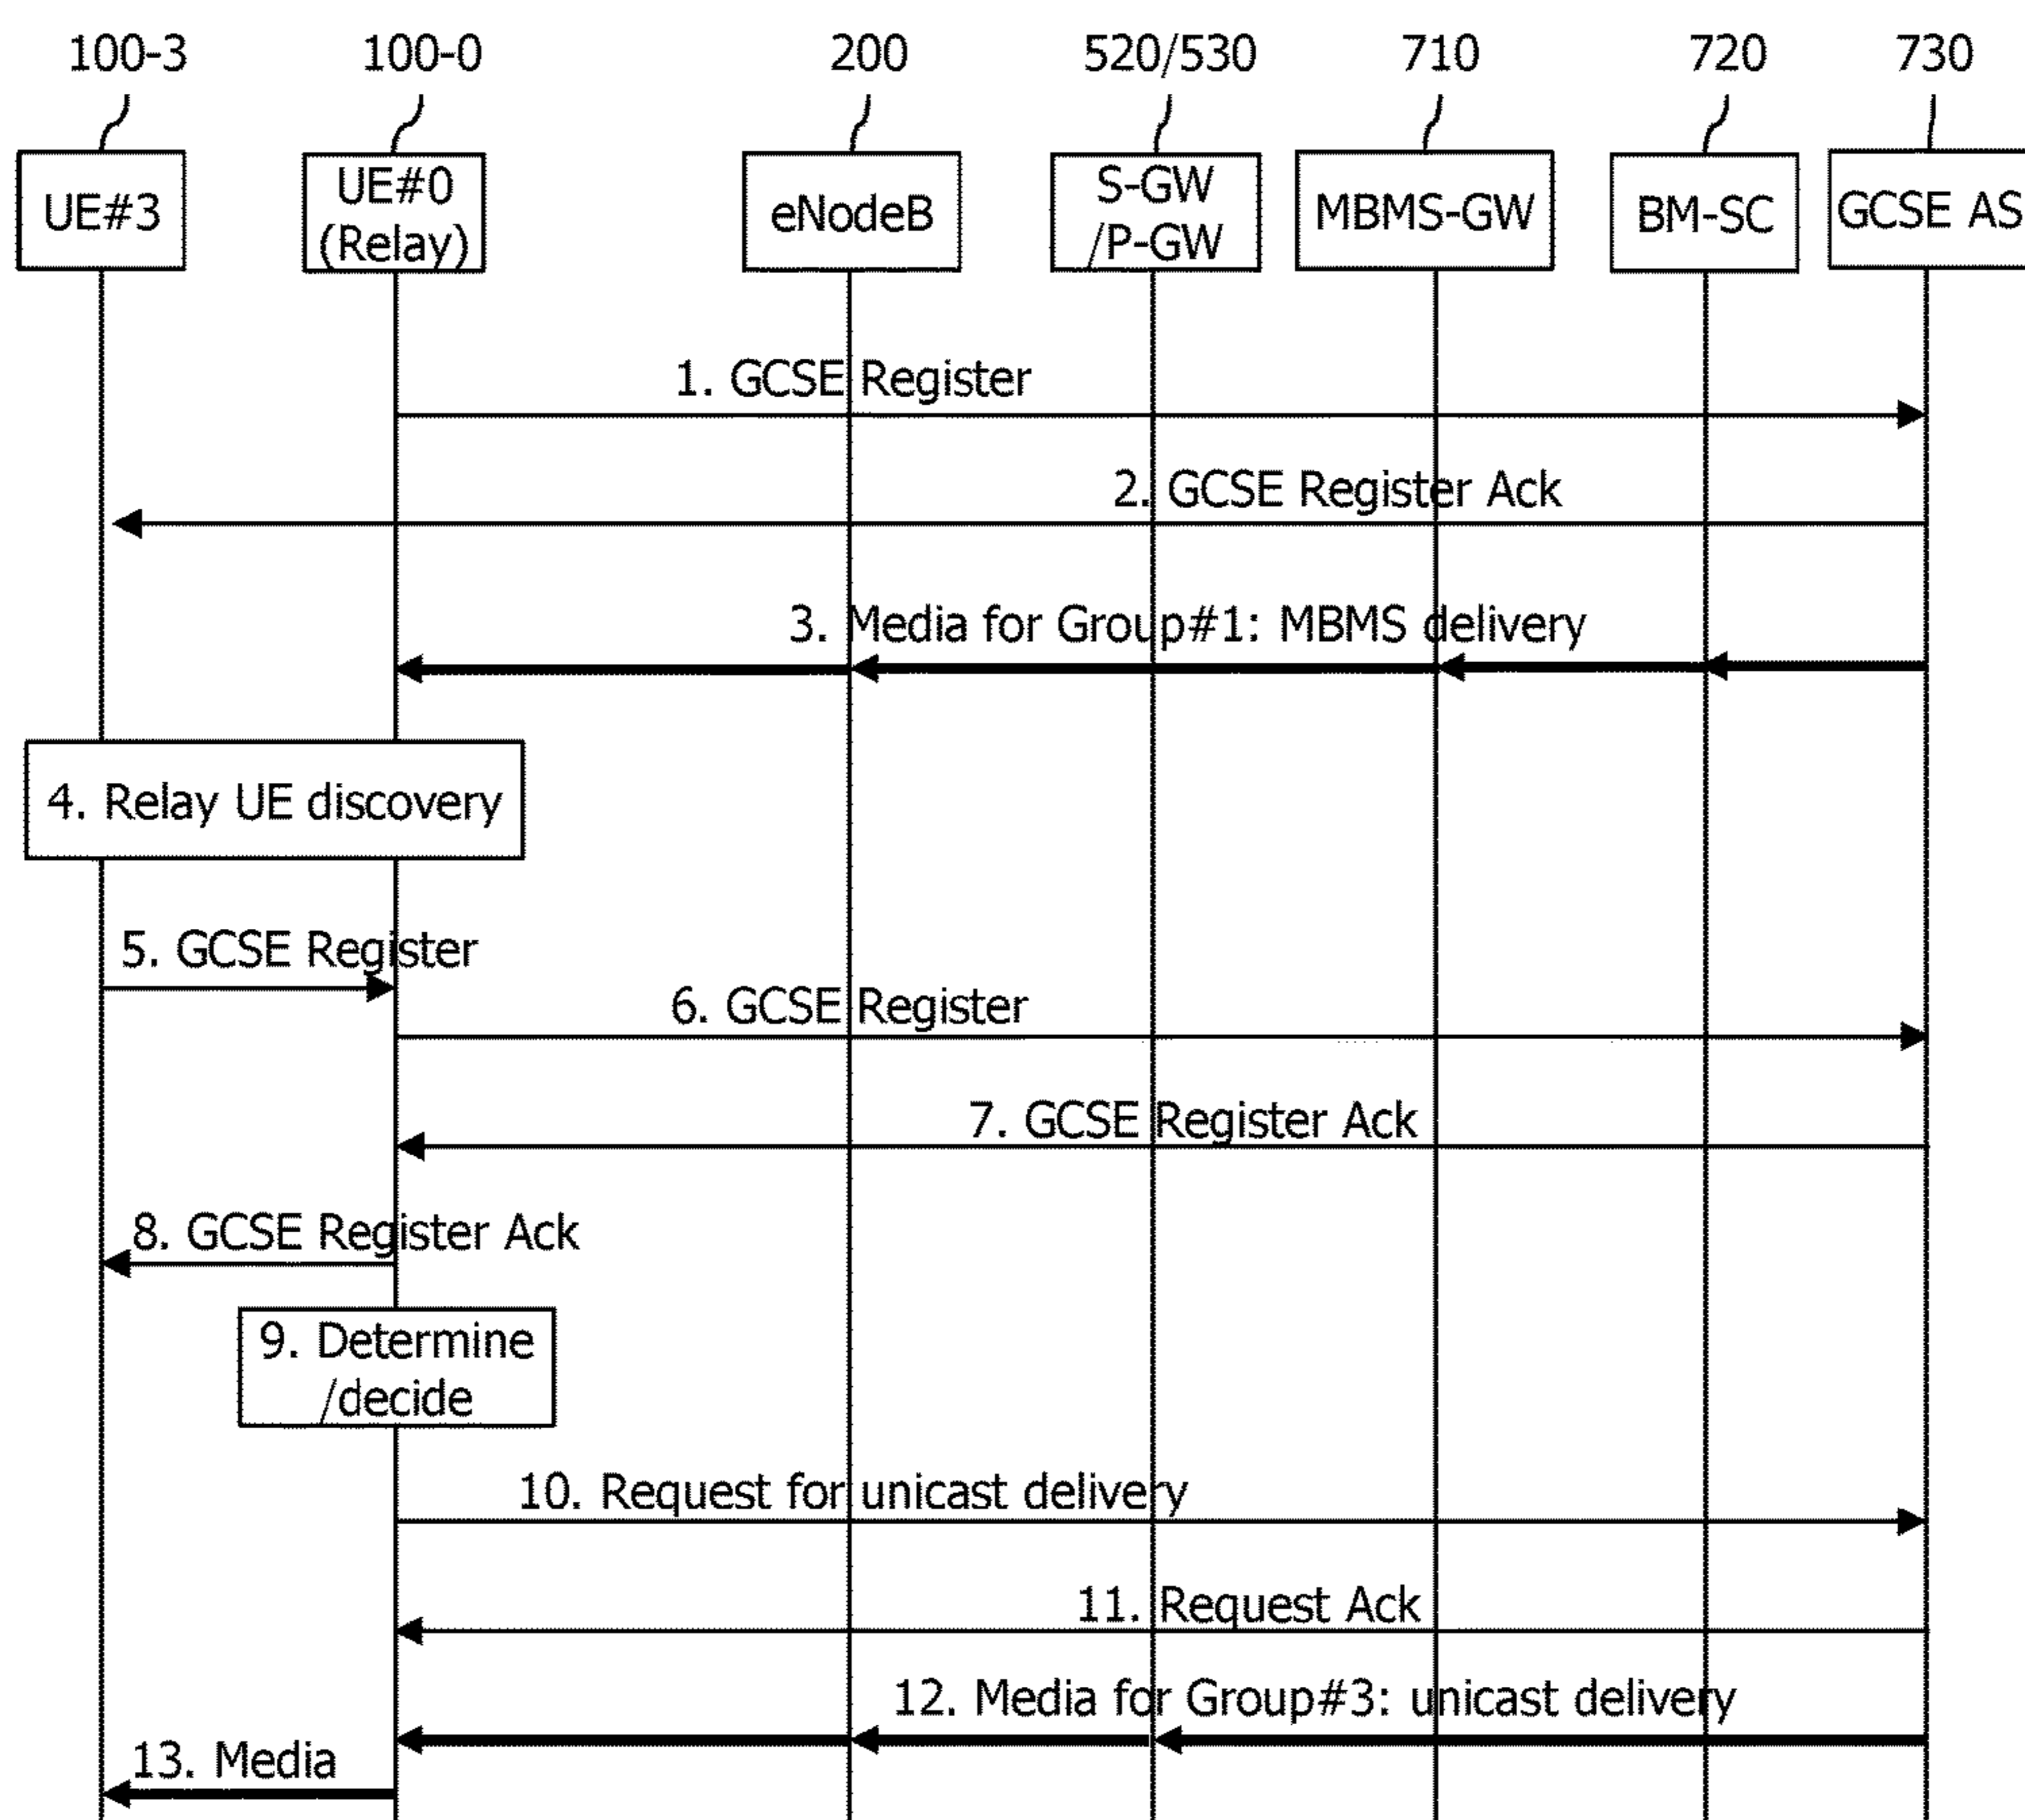 100-3
100-0
200
520/530
710
720
730
UE#3
UE#0
(Relay)
eNodeB
S-GW
/P-GW
MBMS-GW
BM-SC
GCSE AS
1. GCSE Register
2. GCSE Register Ack
3. Media for Group#1: MBMS delivery
4. Relay UE discovery
5. GCSE Register
6. GCSE Register
7. GCSE Register Ack
8. GCSE Register Ack
9. Determine
/decide
10. Request for unicast delivery
11. Request Ack
12. Media for Group#3: unicast delivery
13. Media